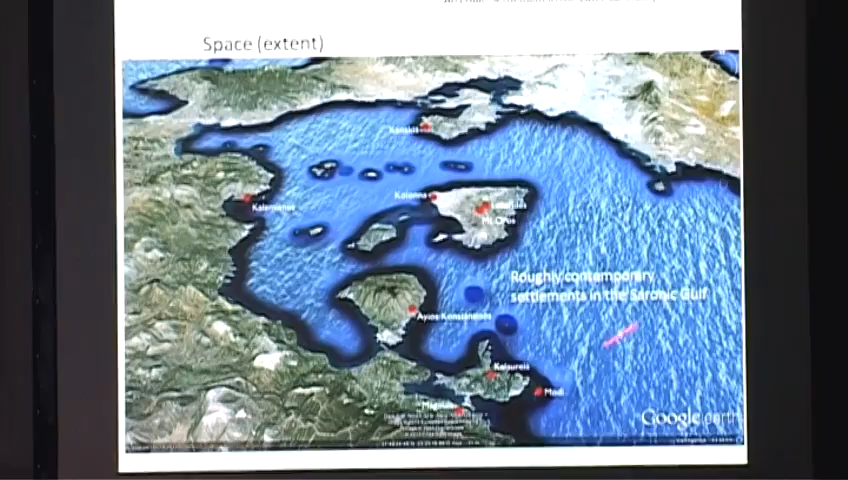 Space (extent)
Kanakia
Kolonna
Kalamianos
Lazarides
Mt Oros
Roughly contemporary
settlements in the Saronic Gulf
Ayios Konstantinos
Kalaureia
Modi
Google earth